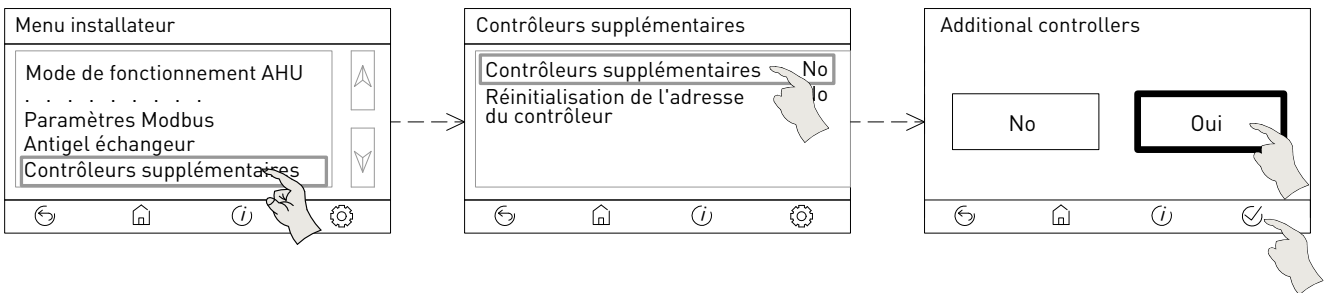 Menu installateur
Mode de fonctionnement AHU
. . . . . . . . .
Paramètres Modbus
Antigel échangeur
Contrôleurs supplémentaires
Contrôleurs supplémentaires
Contrôleurs supplémentaires No
Réinitialisation de l'adresse No
du contrôleur
Additional controllers
No Oui